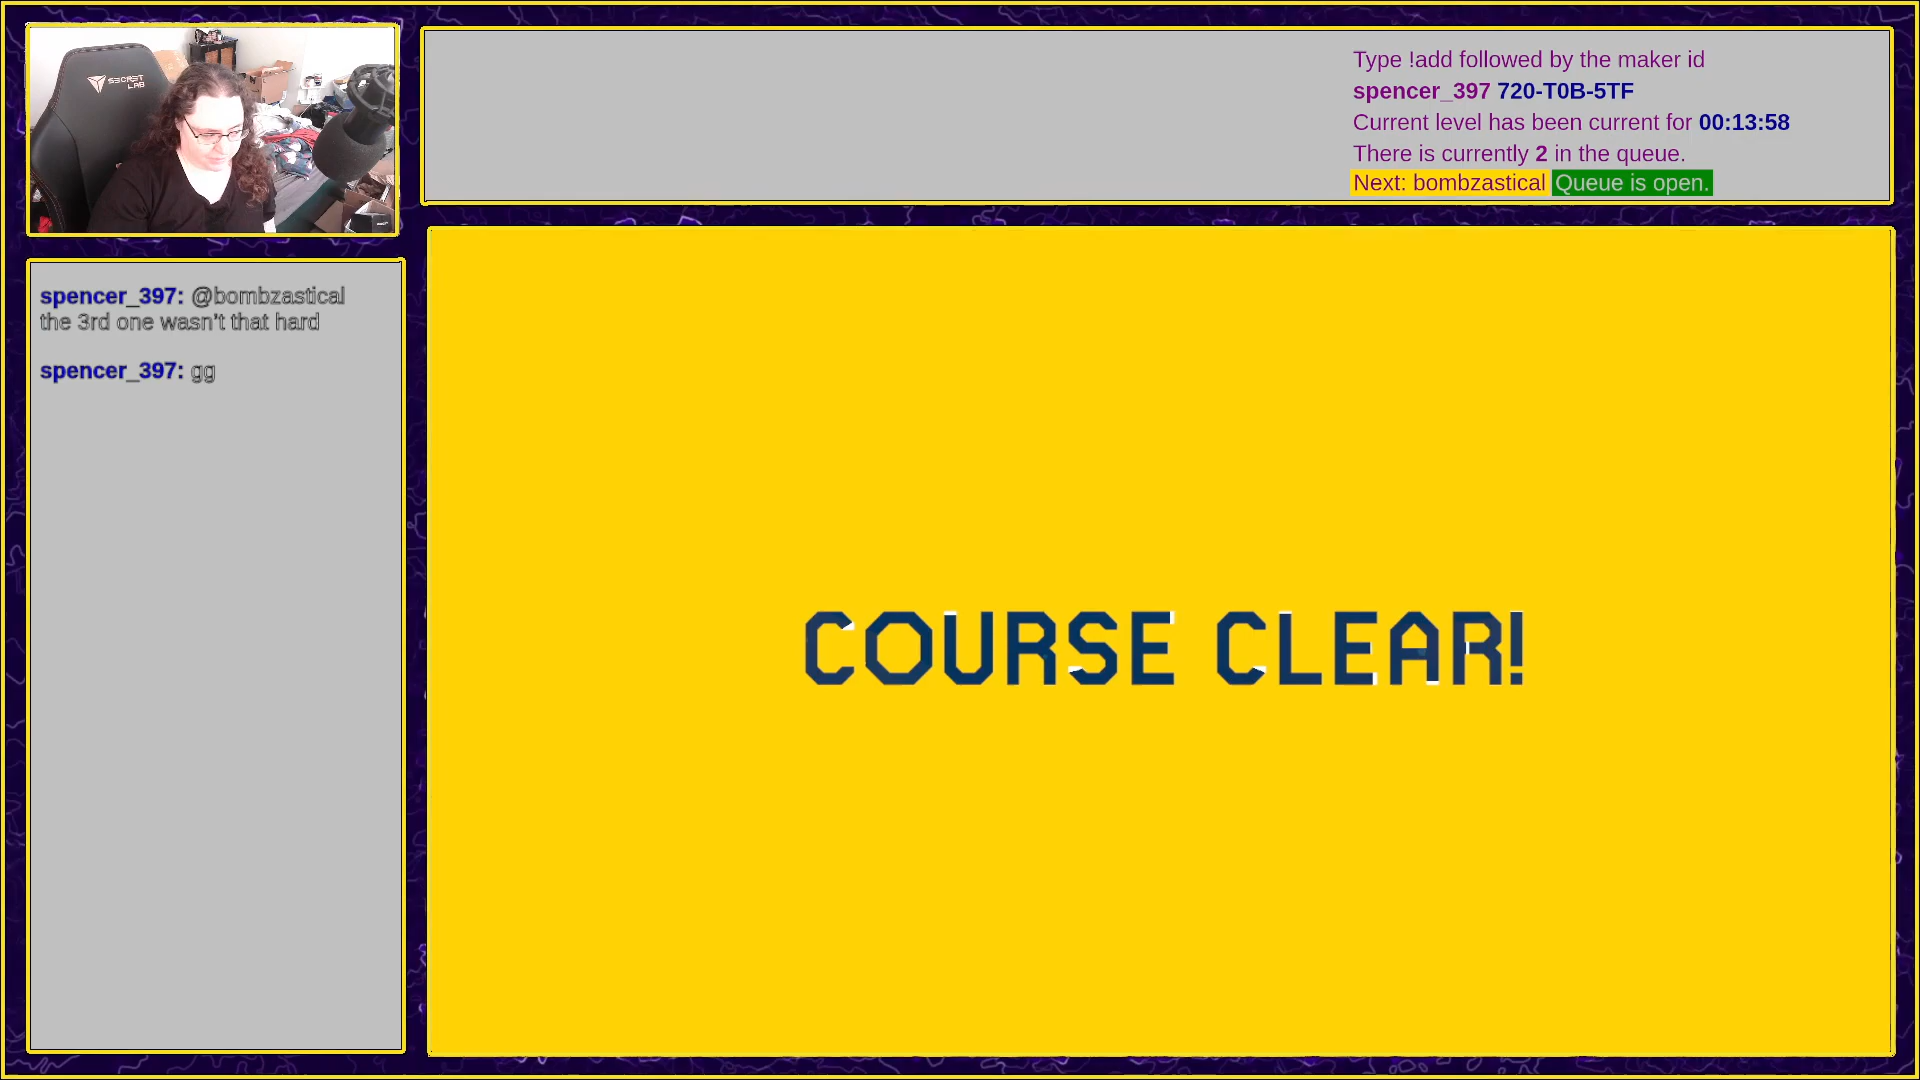 SECRET
LAB
Type !add followed by the maker id
spencer_397 720-T0B-5TF
Current level has been current for 00:13:58
There is currently 2 in the queue.
Next: bombzastical Queue is open.
spencer_397: @bombzastical
the 3rd one wasn't that hard
spencer_397: gg
COURSE CLEAR!